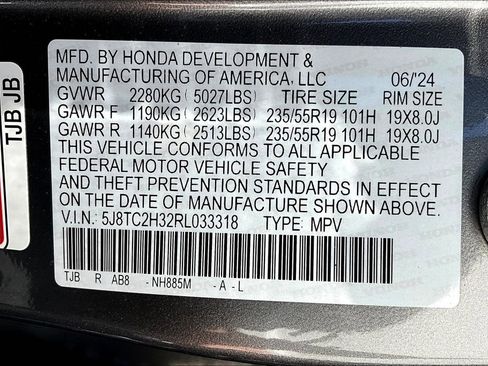 MFD. BY HONDA DEVELOPMENT &
MANUFACTURING OF AMERICA, LLC 06/'24
GVWR 2280KG ( 5027LBS) TIRE SIZE RIM SIZE
GAWR F 1190KG ( 2623LBS) 235/55R19 101H 19X8.0J
GAWR R 1140KG ( 2513LBS) 235/55R19 101H 19X8.0J
THIS VEHICLE CONFORMS TO ALL APPLICABLE
FEDERAL MOTOR VEHICLE SAFETY
AND THEFT PREVENTION STANDARDS IN EFFECT
ON THE DATE OF MANUFACTURE SHOWN ABOVE.
V.I.N.: 5J8TC2H32RL033318 TYPE: MPV
TJB R AB8 - NH885M - A - L
TJB JB